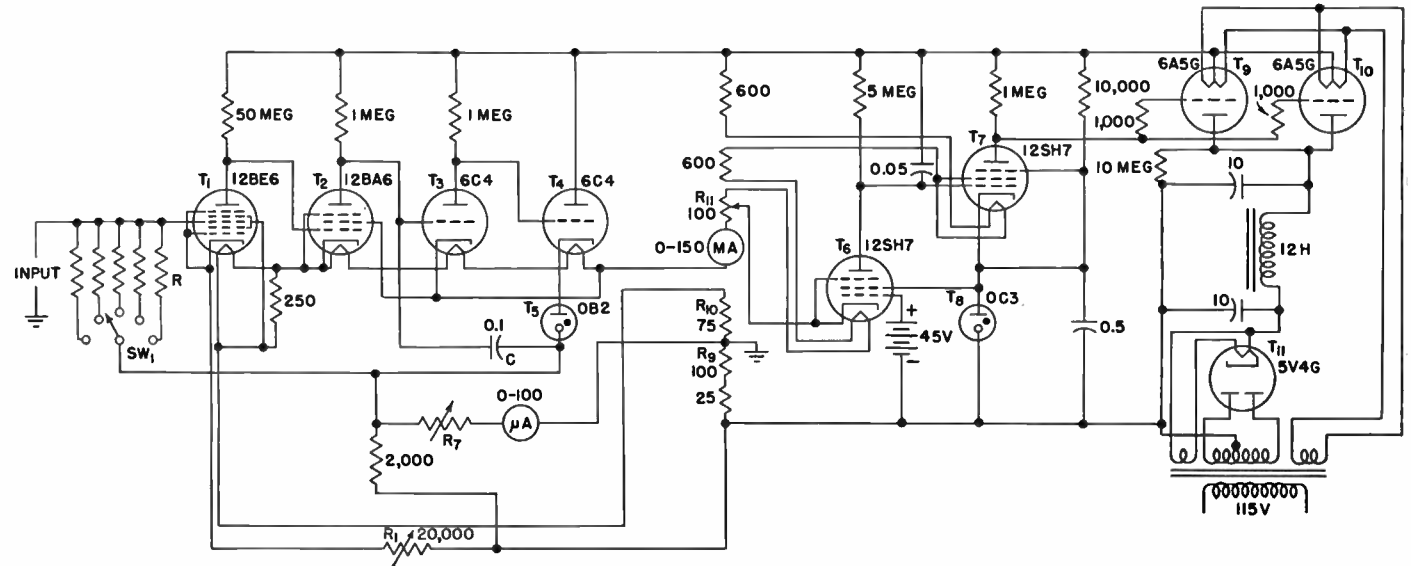 6A5G
T9
6A5G
T10
50 MEG
1 MEG
1 MEG
600
5 MEG
1 MEG
10,000
1,000
1,000
T1
12BE6
T2
12BA6
T3
6C4
T4
6C4
600
0.05
T7
12SH7
10 MEG
10
R11
100
INPUT
R
0-150
MA
T6
12SH7
12H
250
SW1
T5
0B2
R10
75
T8
0C3
10
0.1
C
+
45V
−
0.5
R9
100
25
T11
5V4G
0-100
μA
R7
2,000
R1
20,000
115V